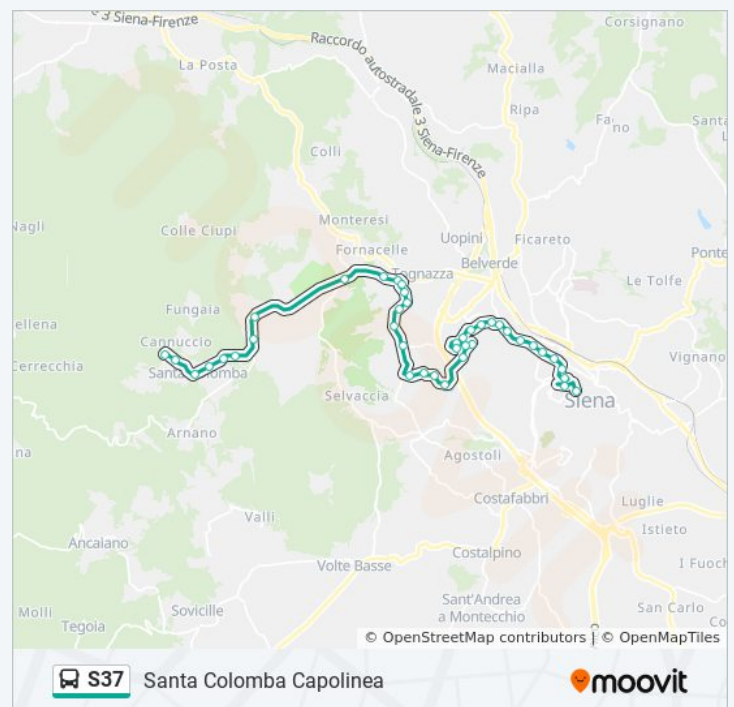 e 3 Siena-Firenze
Corsignano
La Posta
Raccordo autostradale 3 Siena-Firenze
Macialla
Ripa
Fa
no
Santa
Colli
Nagli
Colle Ciupi
Monteresi
Fornacelle
Uopini
Ficareto
Ponte
Tognazza
Belverde
Le Tolfe
Fungaia
ellena
Cannuccio
Cerrecchia
Santa Colomba
Vignano
Selvaccia
Siena
Arnano
na
Agostoli
Costafabbri
Luglie
Valli
Istieto
Ancaiano
Volte Basse
Costalpino
I Fuoch
Molli
Sovicille
Sant'Andrea
a Montecchio
San Carlo
Co
Tegoia
© OpenStreetMap contributors | © OpenMapTiles
S37 Santa Colomba Capolinea
moovit